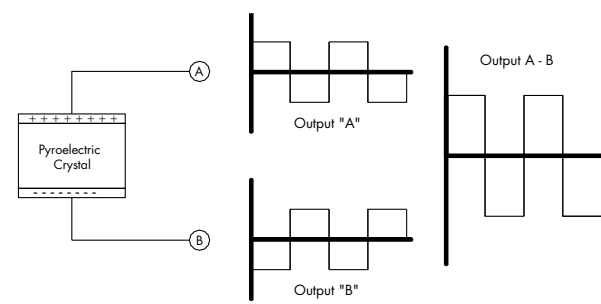 + + + + + + + +
Pyroelectric
Crystal
- - - - - - - -
A
B
Output "A"
Output "B"
Output A - B